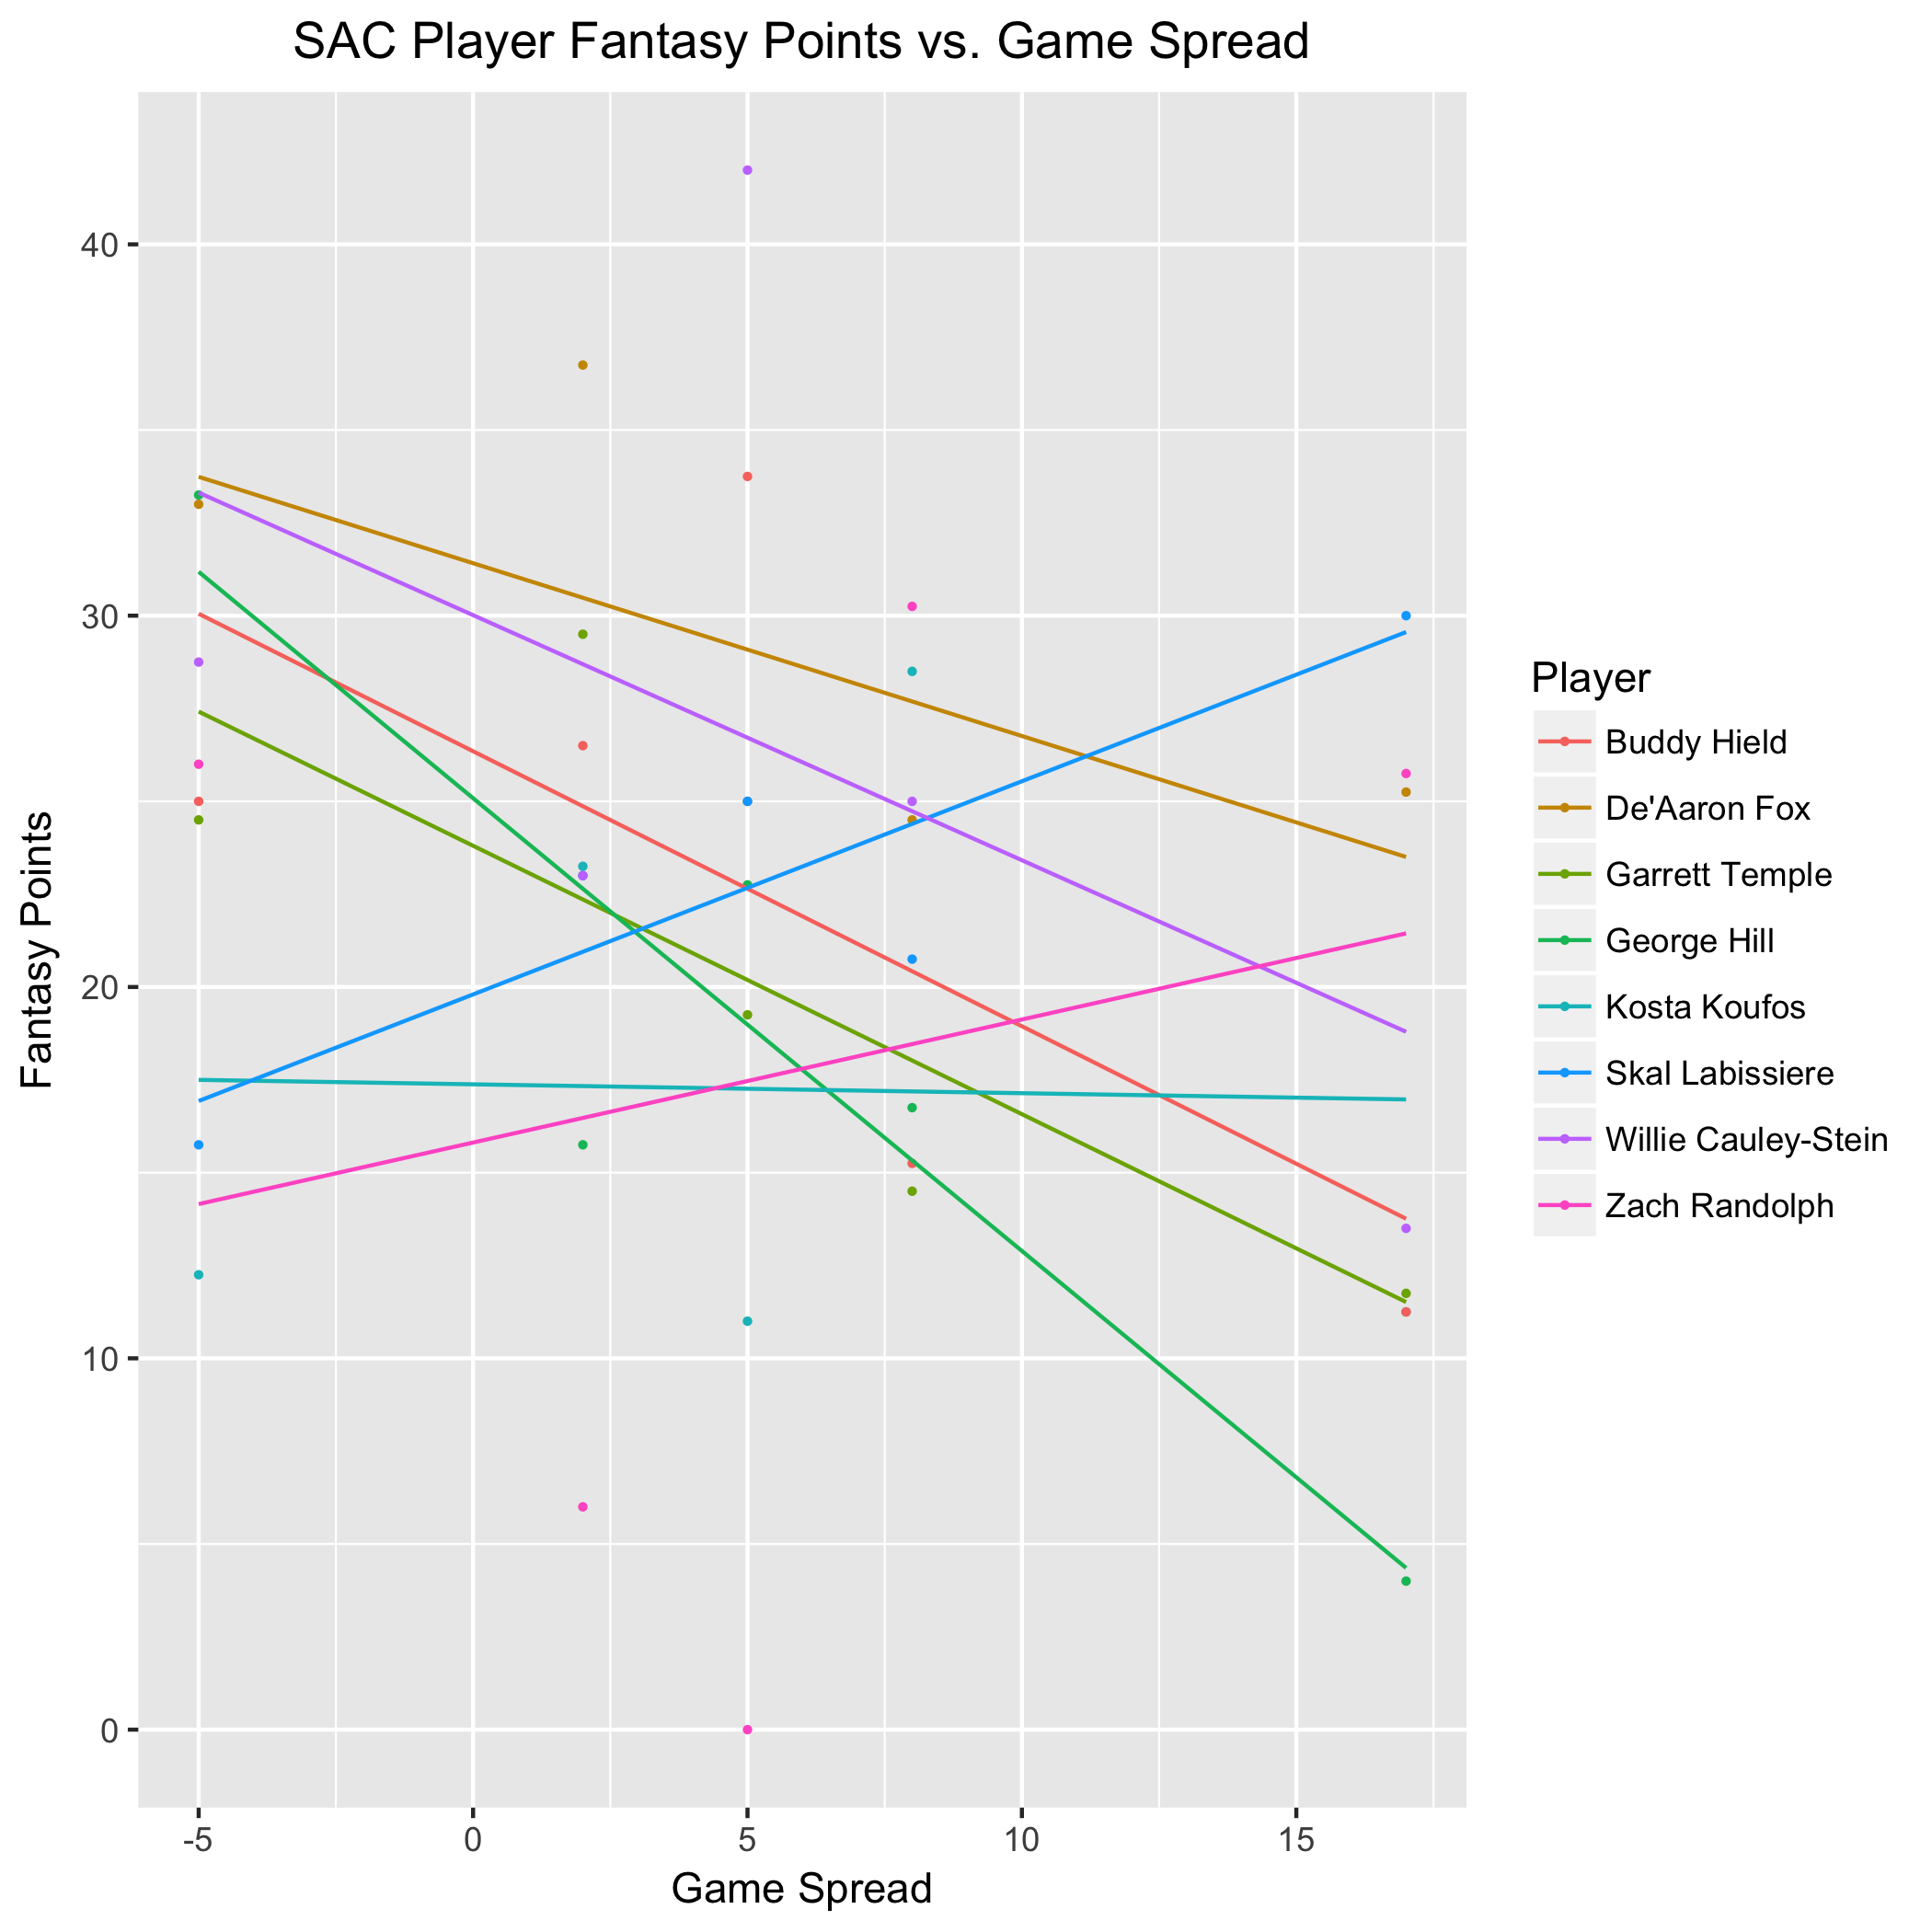 SAC Player Fantasy Points vs. Game Spread
40
30
20
10
0
Fantasy Points
-5 0 5 10 15
Game Spread
Player
Buddy Hield
De'Aaron Fox
Garrett Temple
George Hill
Kosta Koufos
Skal Labissiere
Willie Cauley-Stein
Zach Randolph